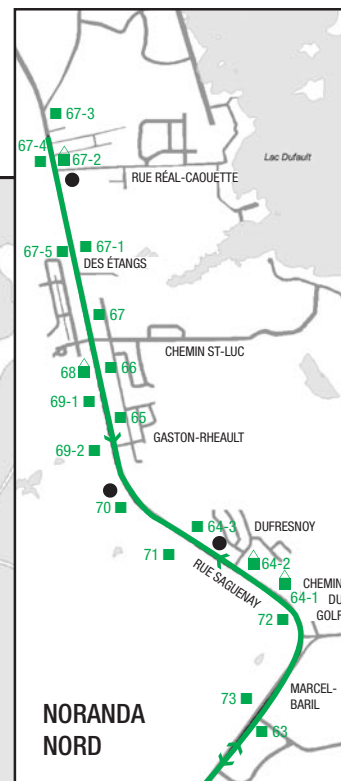 67-3
67-4
67-2
Lac Dufault
RUE RÉAL-CAOUETTE
67-1
67-5
DES ÉTANGS
67
CHEMIN ST-LUC
66
68
69-1
65
GASTON-RHEAULT
69-2
70
64-3
DUFRESNOY
71
64-2
RUE SAGUENAY
64-1
CHEMIN
DU
GOLF
72
73
MARCEL-
BARIL
63
NORANDA
NORD